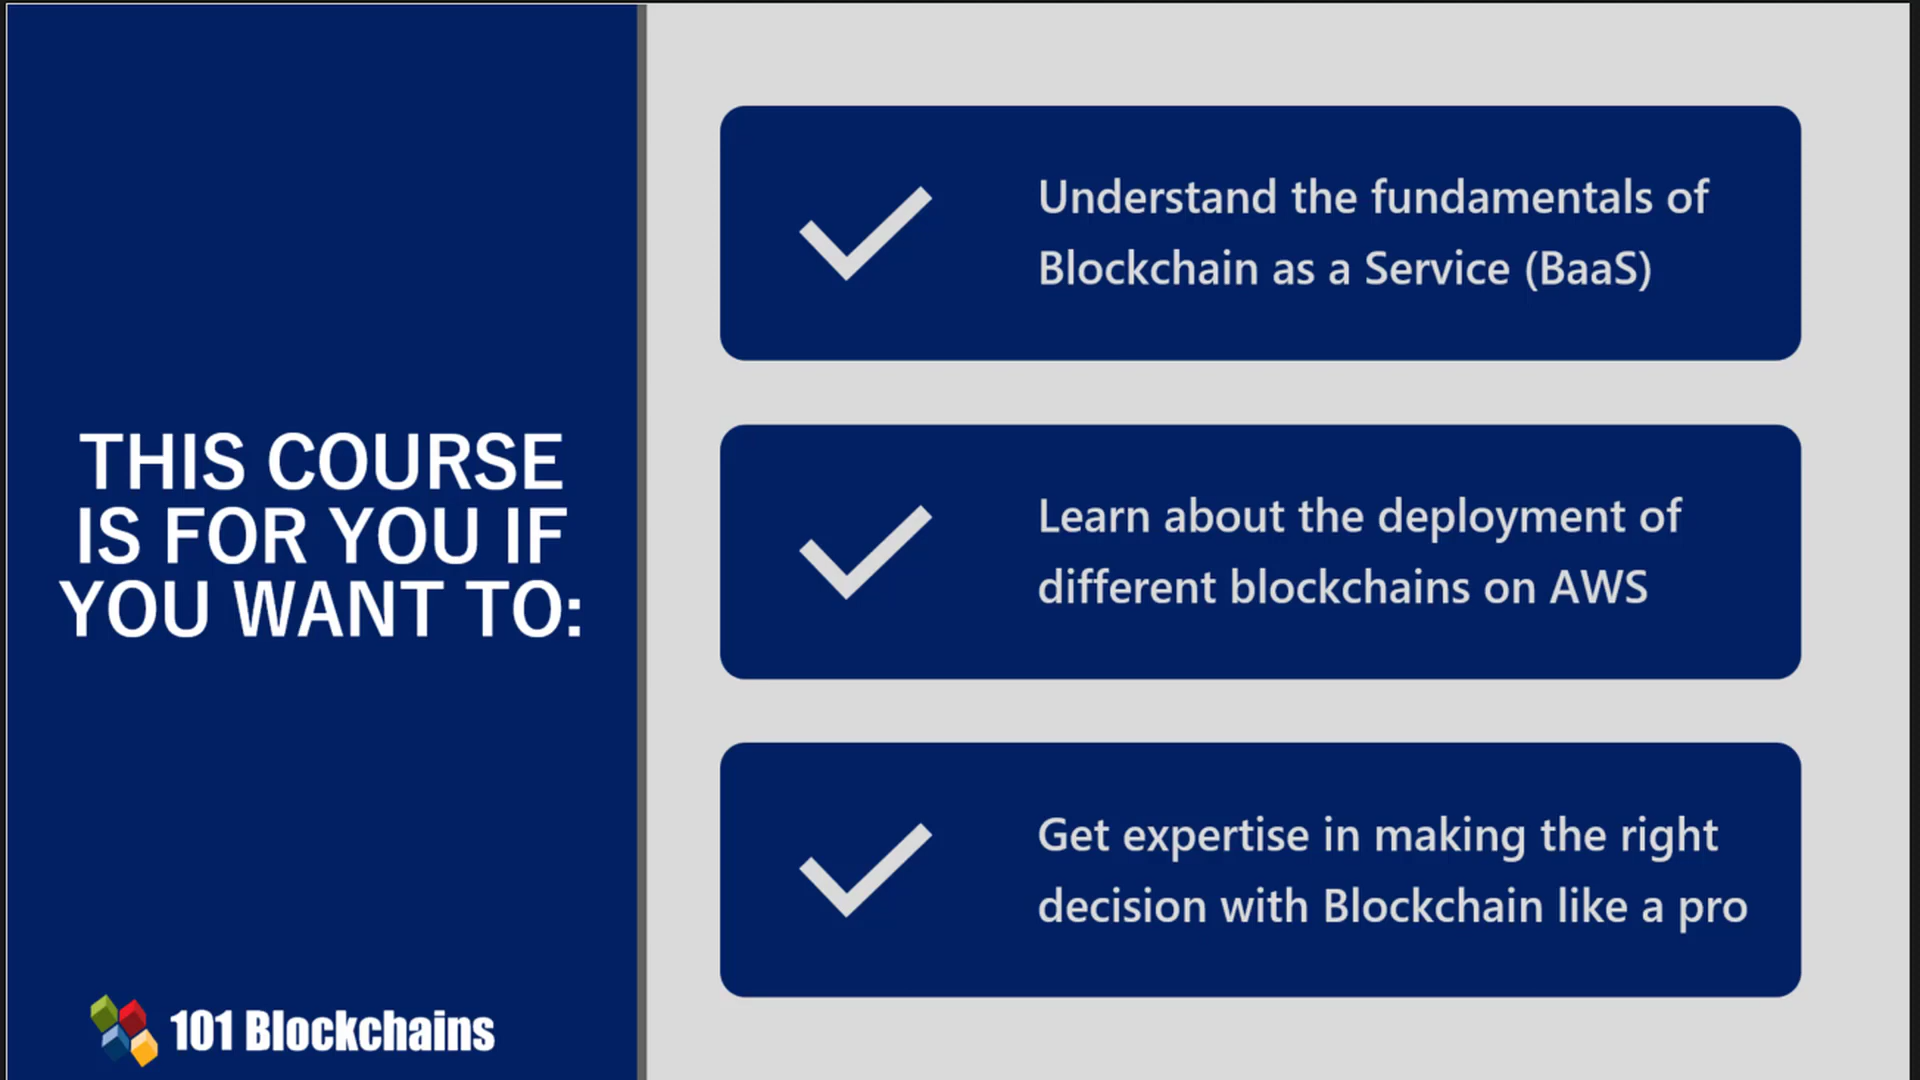 THIS COURSE
IS FOR YOU IF
YOU WANT TO:
101 Blockchains
Understand the fundamentals of
Blockchain as a Service (BaaS)
Learn about the deployment of
different blockchains on AWS
Get expertise in making the right
decision with Blockchain like a pro